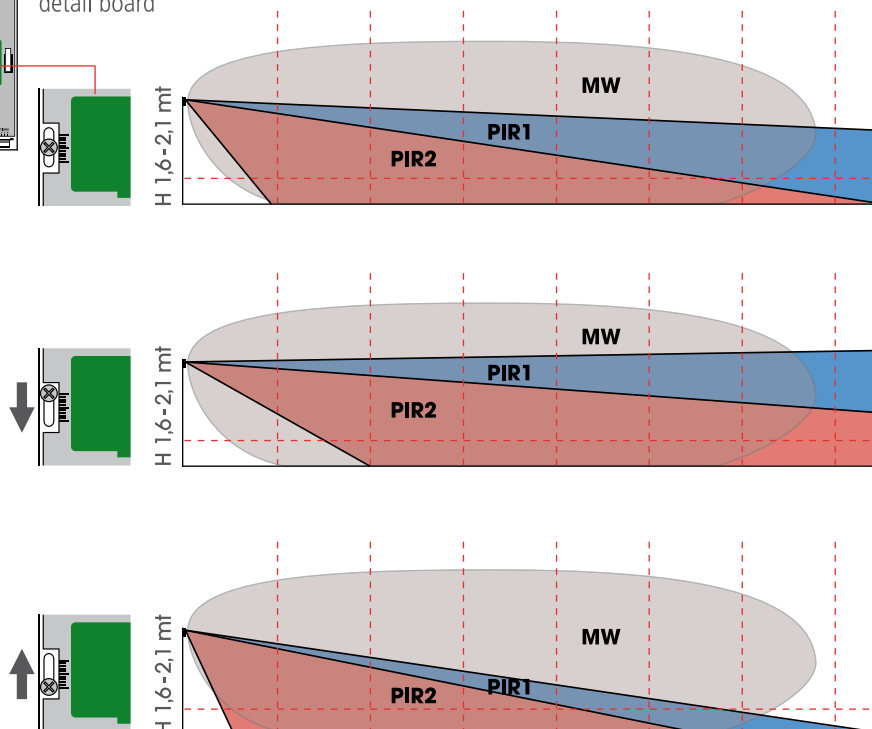 detail board
MW
PIR1
PIR2
H 1,6-2,1 mt
MW
PIR1
PIR2
H 1,6-2,1 mt
MW
PIR1
PIR2
H 1,6-2,1 mt